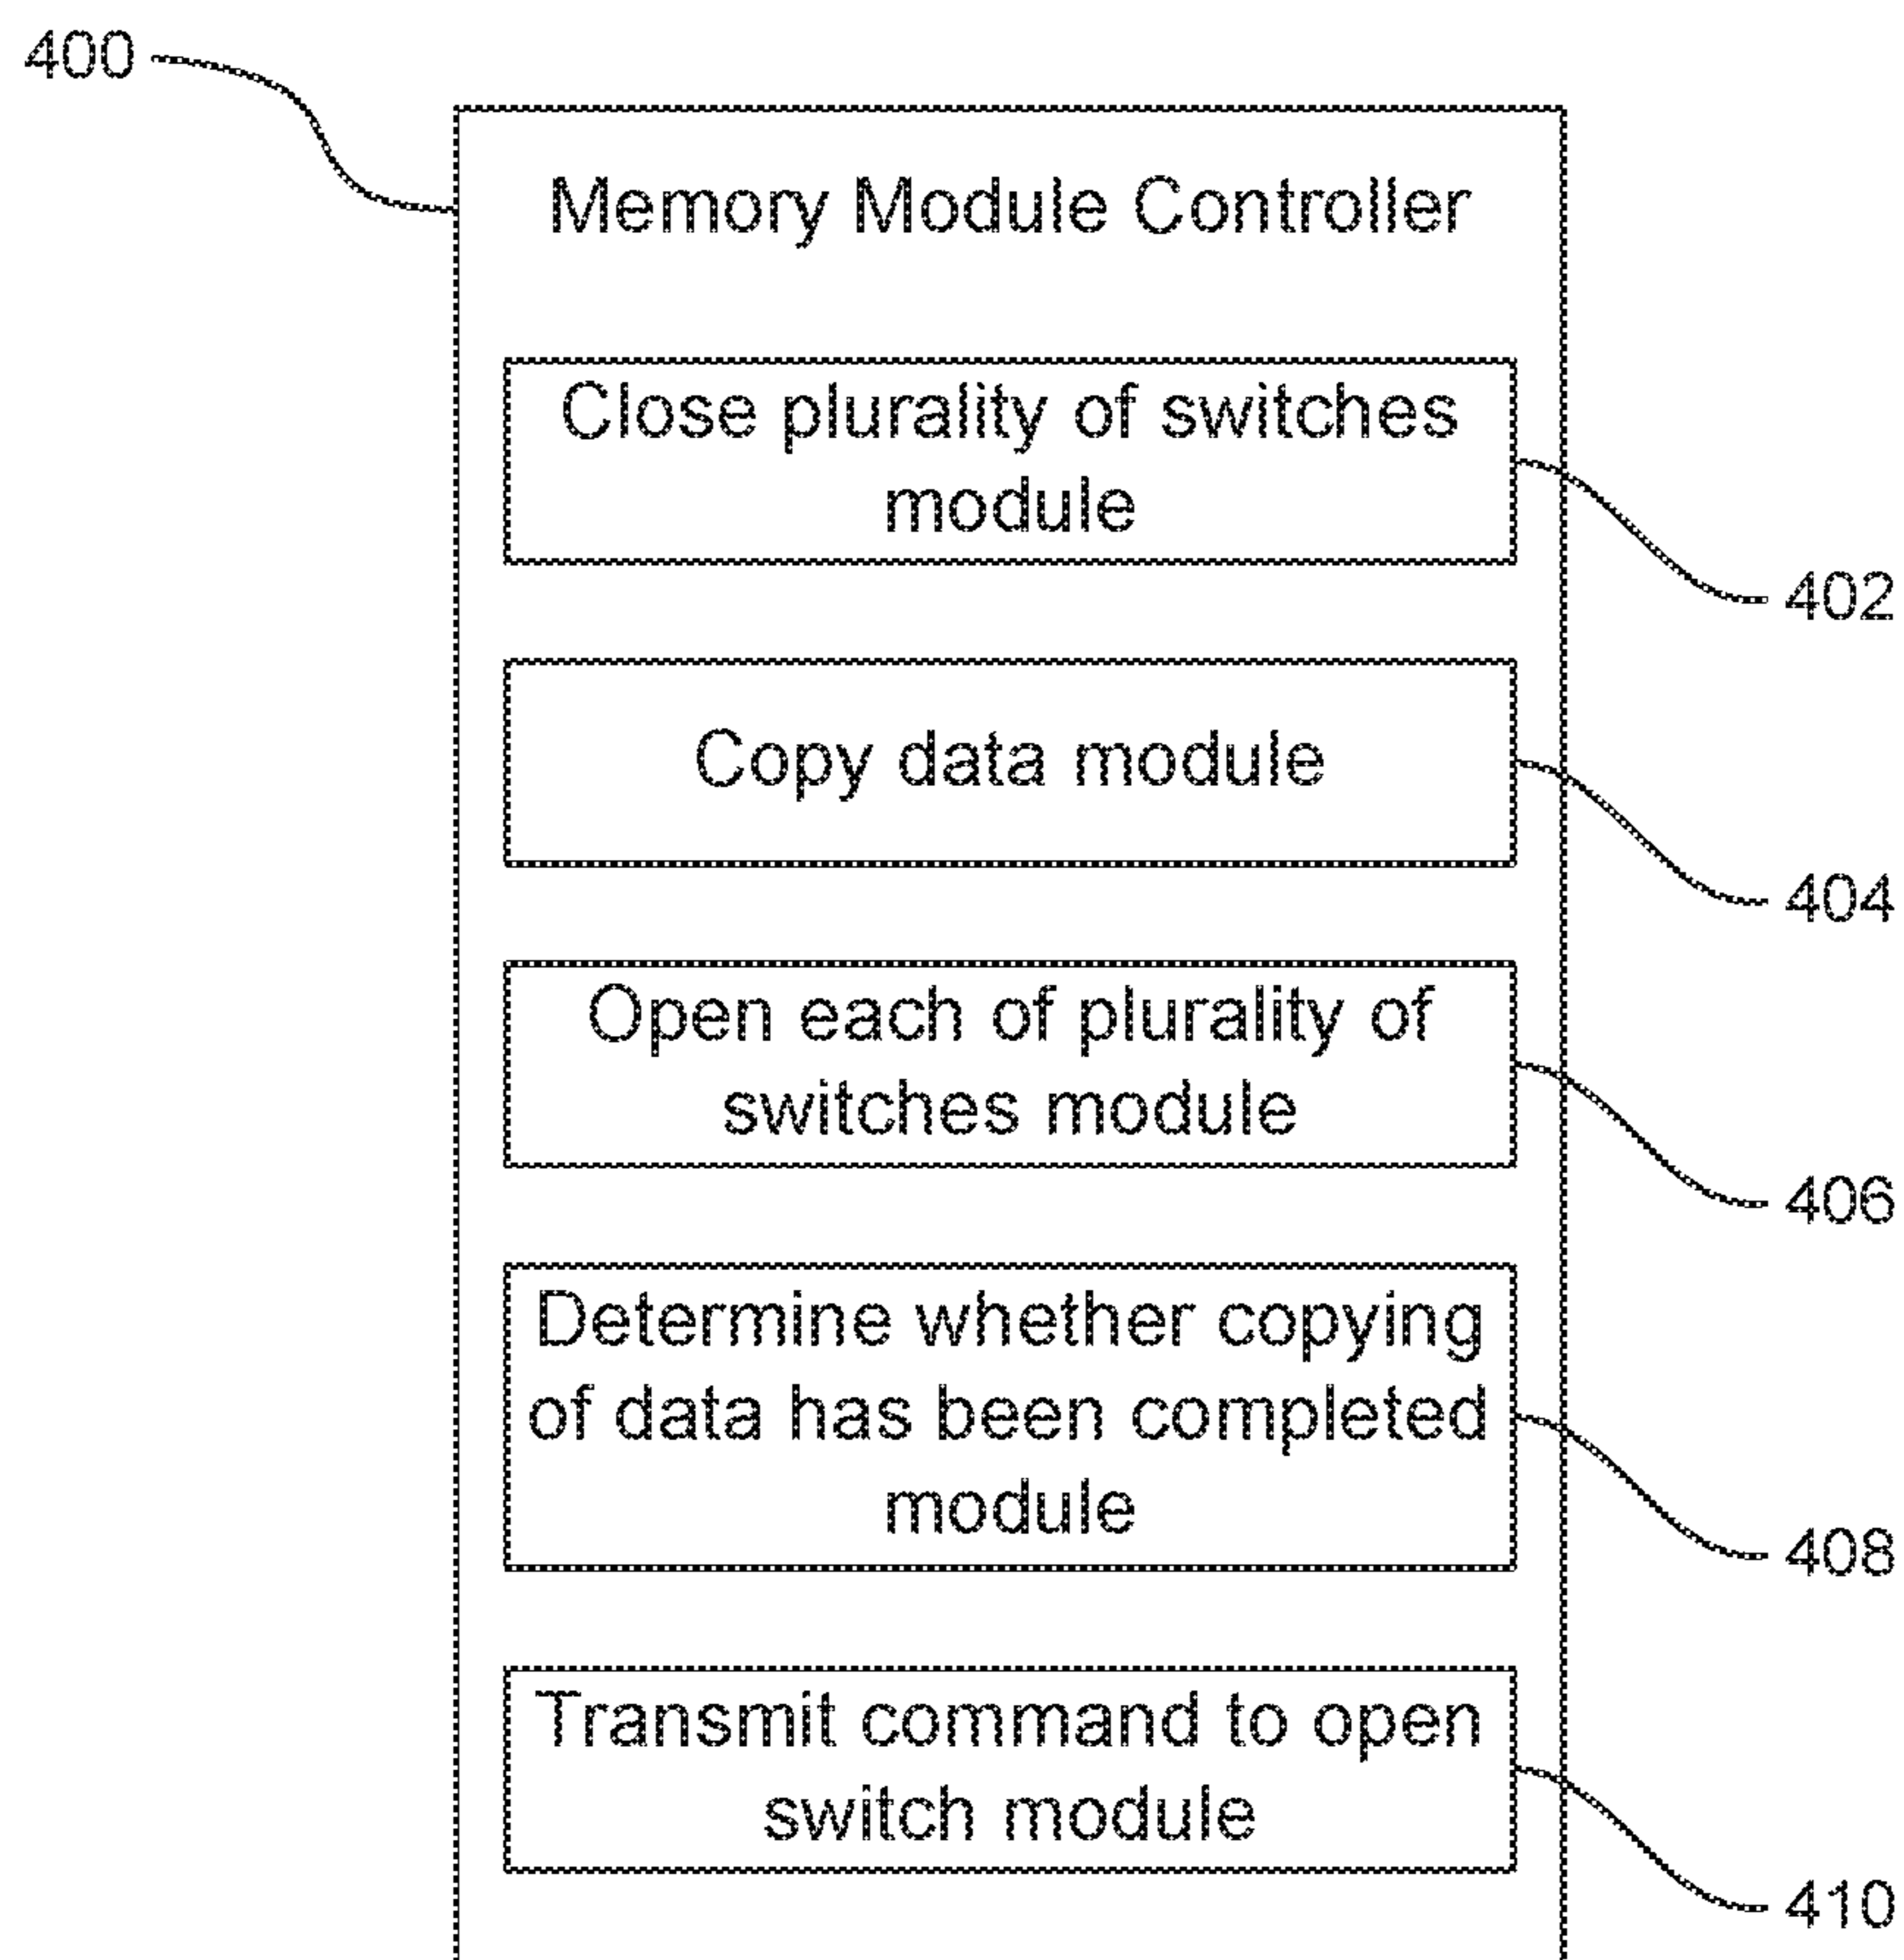 400
Memory Module Controller
Close plurality of switches
module
402
Copy data module
404
Open each of plurality of
switches module
406
Determine whether copying
of data has been completed
module
408
Transmit command to open
switch module
410